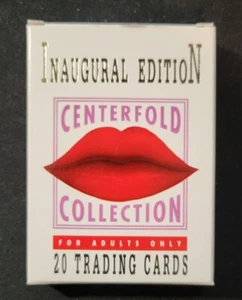 INAUGURAL EDITION
CENTERFOLD
COLLECTION
FOR ADULTS ONLY
20 TRADING CARDS